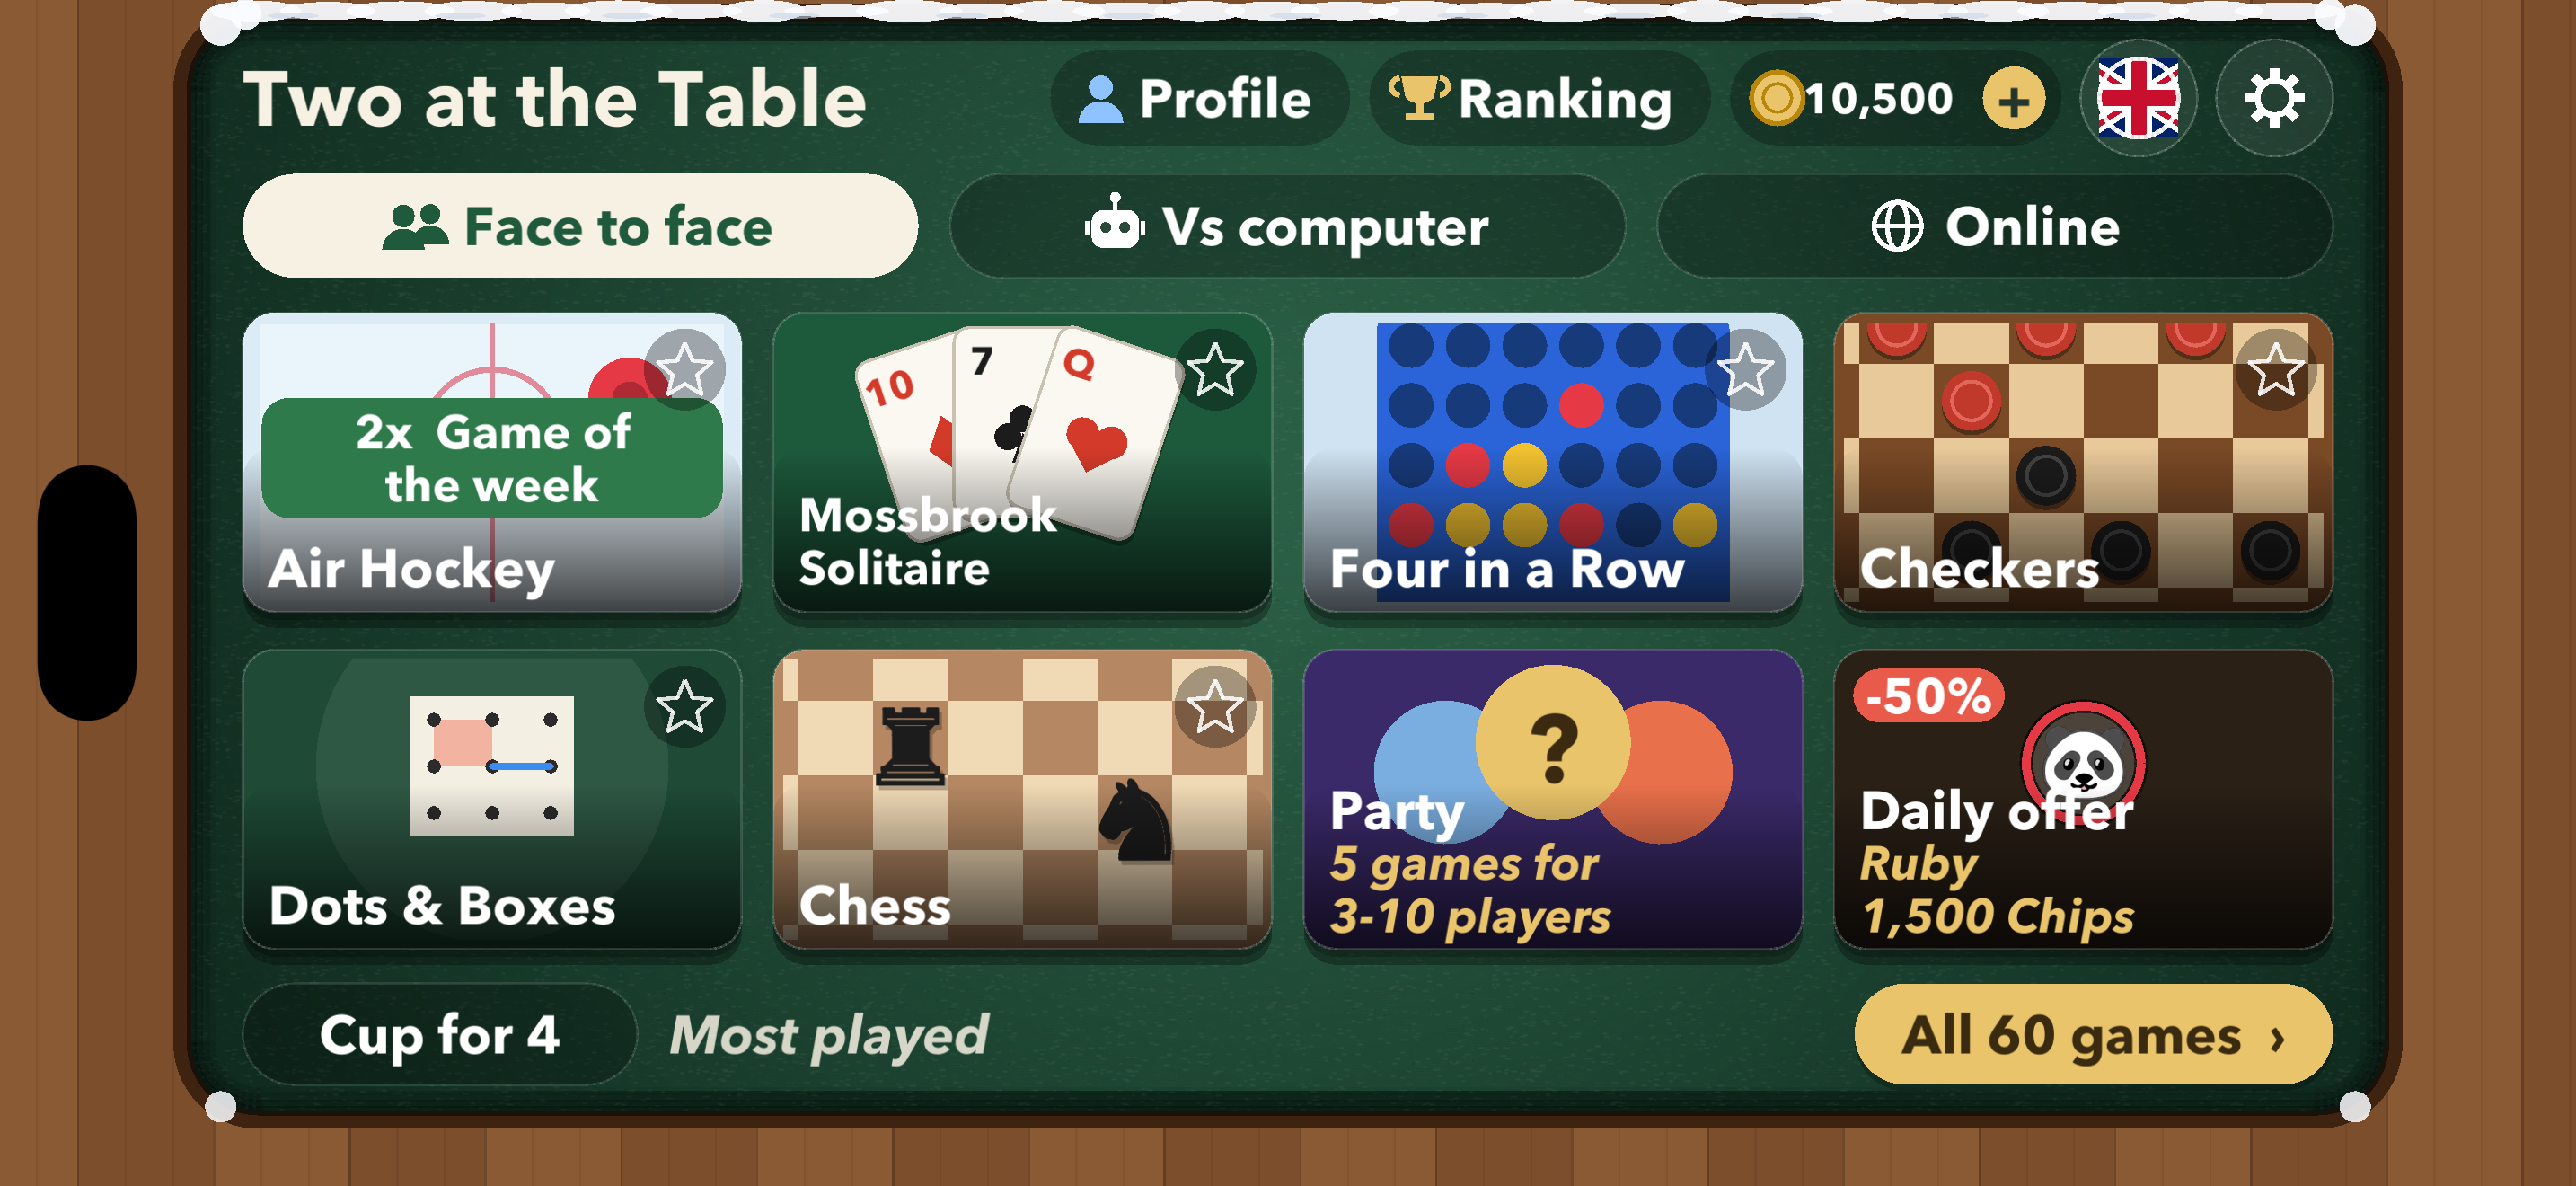 Two at the Table
Profile
Ranking
10,500
+
Face to face
Vs computer
Online
2x Game of
the week
Air Hockey
10
7
Q
Mossbrook
Solitaire
Four in a Row
Checkers
Dots & Boxes
Chess
?
Party
5 games for
3-10 players
-50%
Daily offer
Ruby
1,500 Chips
Cup for 4
Most played
All 60 games ›